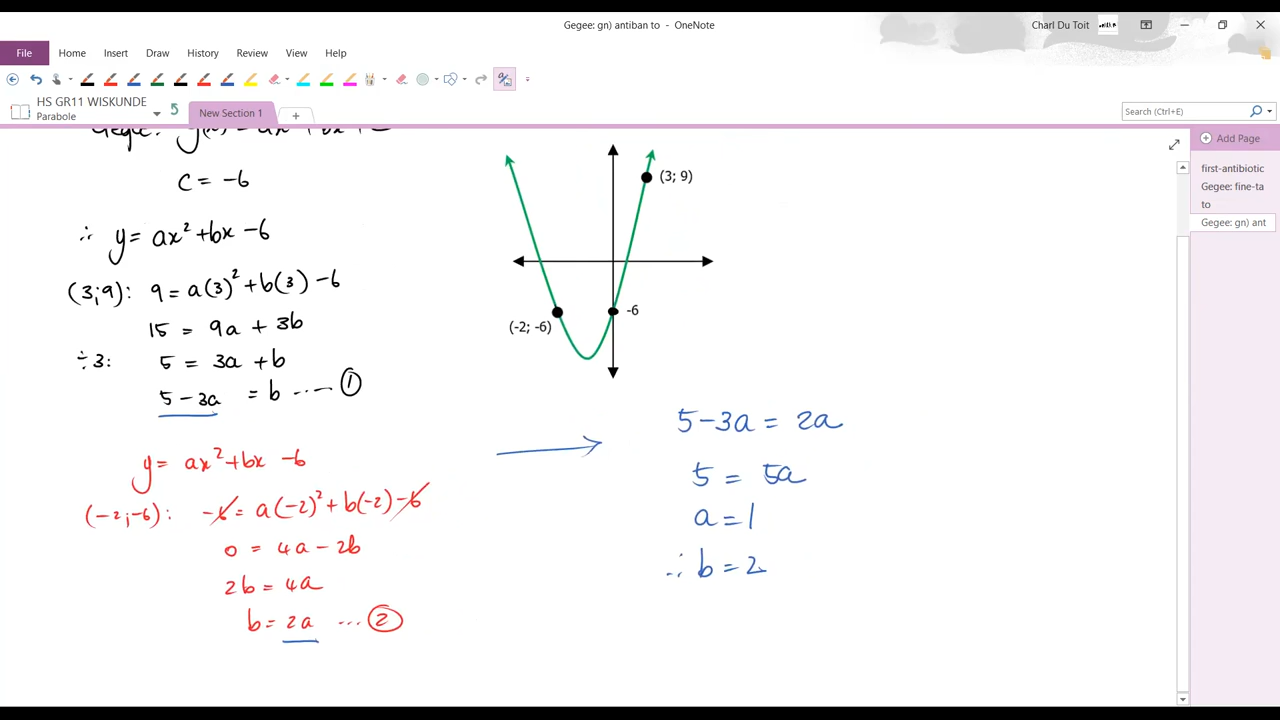 Gegee: gn) antiban to - OneNote
Charl Du Toit
File Home Insert Draw History Review View Help
HS GR11 WISKUNDE
Parabole
New Section 1
+
Search (Ctrl+E)
Add Page
first-antibiotic
Gegee: fine-ta
to
Gegee: gn) ant
c = -6
∴ y = ax² + bx - 6
(3;9): 9 = a(3)² + b(3) - 6
15 = 9a + 3b
÷3: 5 = 3a + b
5 - 3a = b ..... ①
y = ax² + bx - 6
(-2;-6): -6 = a(-2)² + b(-2) - 6
0 = 4a - 2b
2b = 4a
b = 2a ... ②
(3; 9)
-6
(-2; -6)
5 - 3a = 2a
5 = 5a
a = 1
∴ b = 2